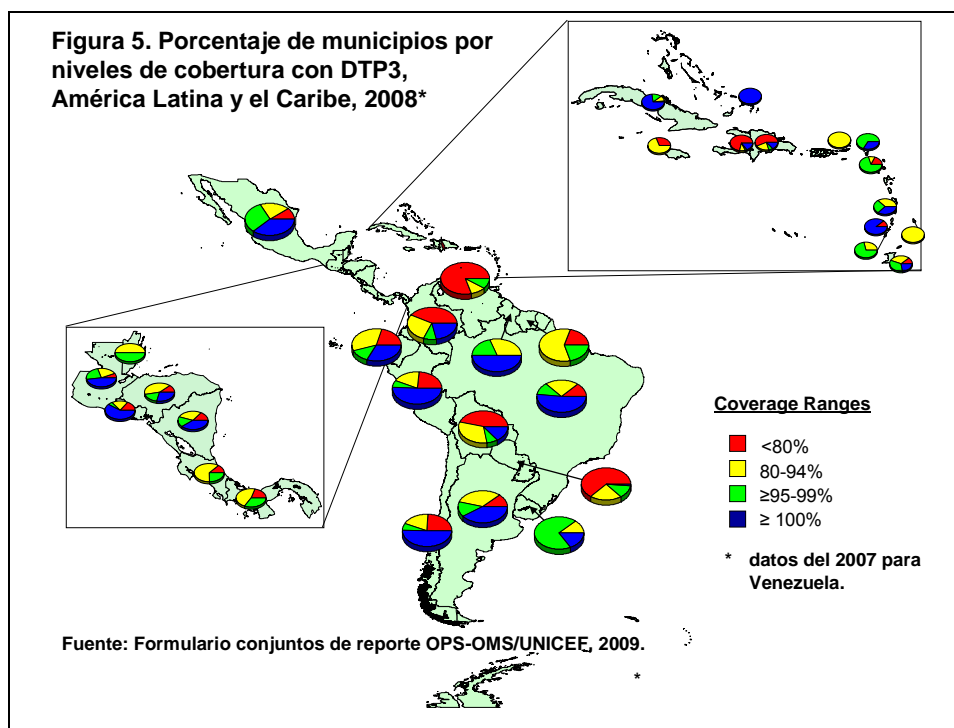 Figura 5. Porcentaje de municipios por
niveles de cobertura con DTP3,
América Latina y el Caribe, 2008*
Coverage Ranges
<80%
80-94%
≥95-99%
≥ 100%
* datos del 2007 para
Venezuela.
Fuente: Formulario conjuntos de reporte OPS-OMS/UNICEF, 2009.
*